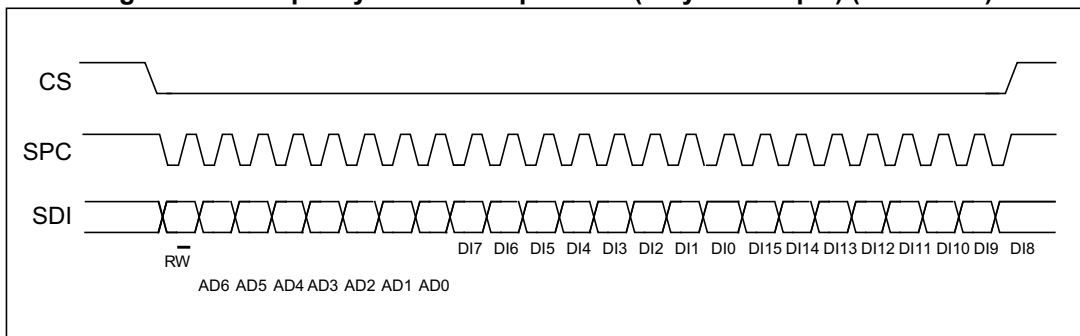 CS
SPC
SDI
RW
DI7 DI6 DI5 DI4 DI3 DI2 DI1 DI0 DI15 DI14 DI13 DI12 DI11 DI10 DI9 DI8
AD6 AD5 AD4 AD3 AD2 AD1 AD0